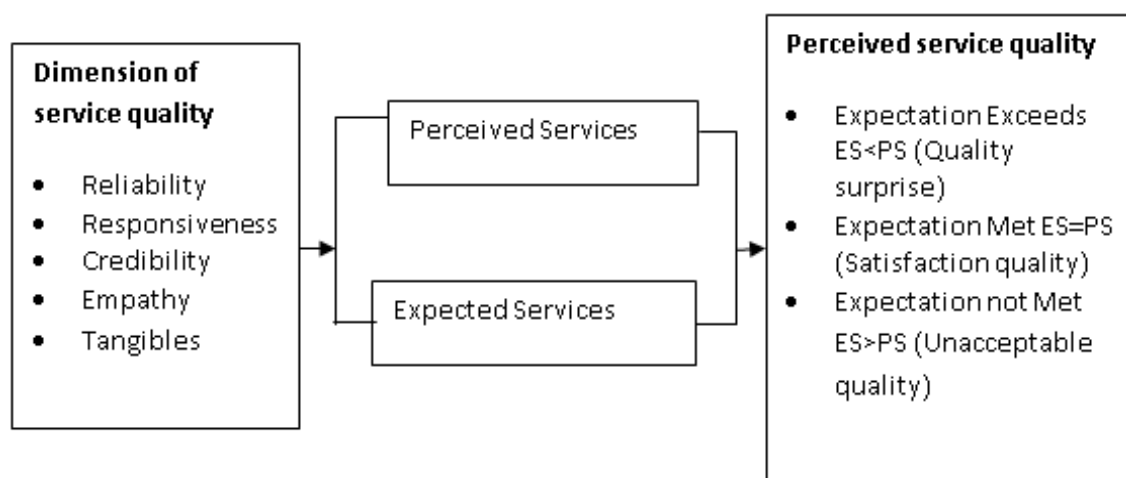 Dimension of
service quality
• Reliability
• Responsiveness
• Credibility
• Empathy
• Tangibles
Perceived Services
Expected Services
Perceived service quality
• Expectation Exceeds
ES<PS (Quality
surprise)
• Expectation Met ES=PS
(Satisfaction quality)
• Expectation not Met
ES>PS (Unacceptable
quality)